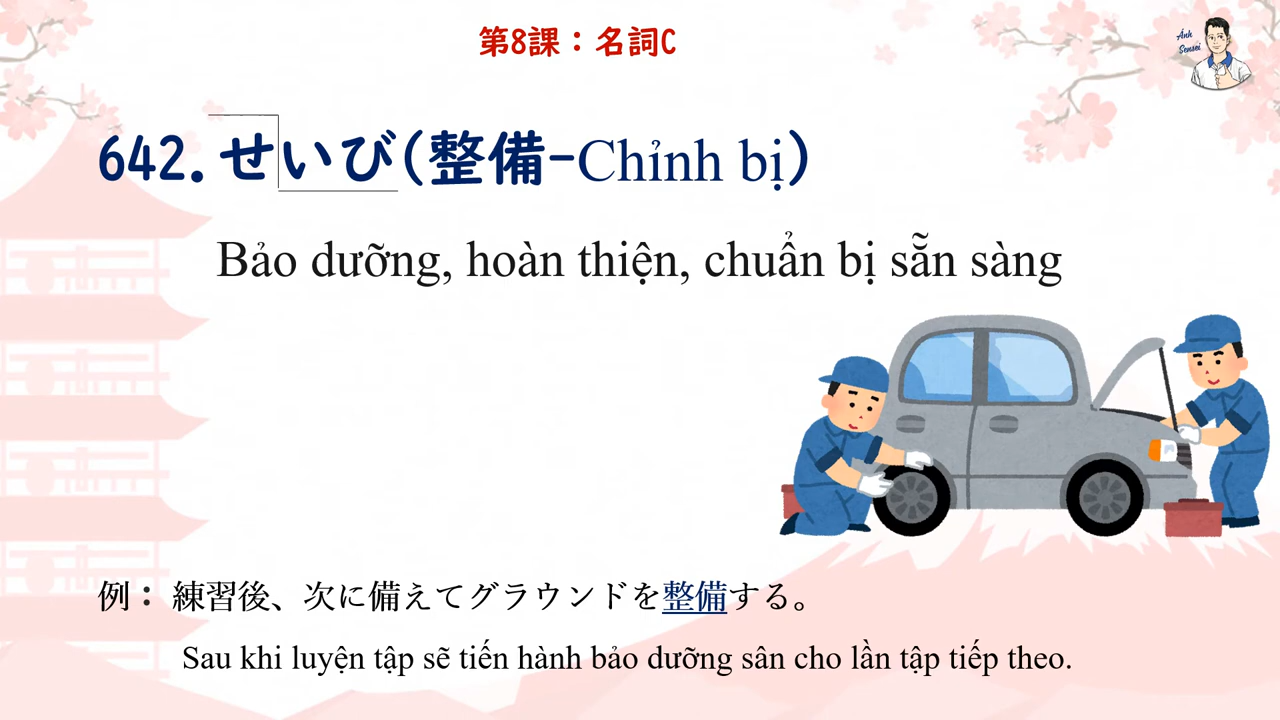 第8課：名詞C
Anh
Sensei
642.せいび(整備-Chỉnh bị)
Bảo dưỡng, hoàn thiện, chuẩn bị sẵn sàng
例： 練習後、次に備えてグラウンドを整備する。
Sau khi luyện tập sẽ tiến hành bảo dưỡng sân cho lần tập tiếp theo.